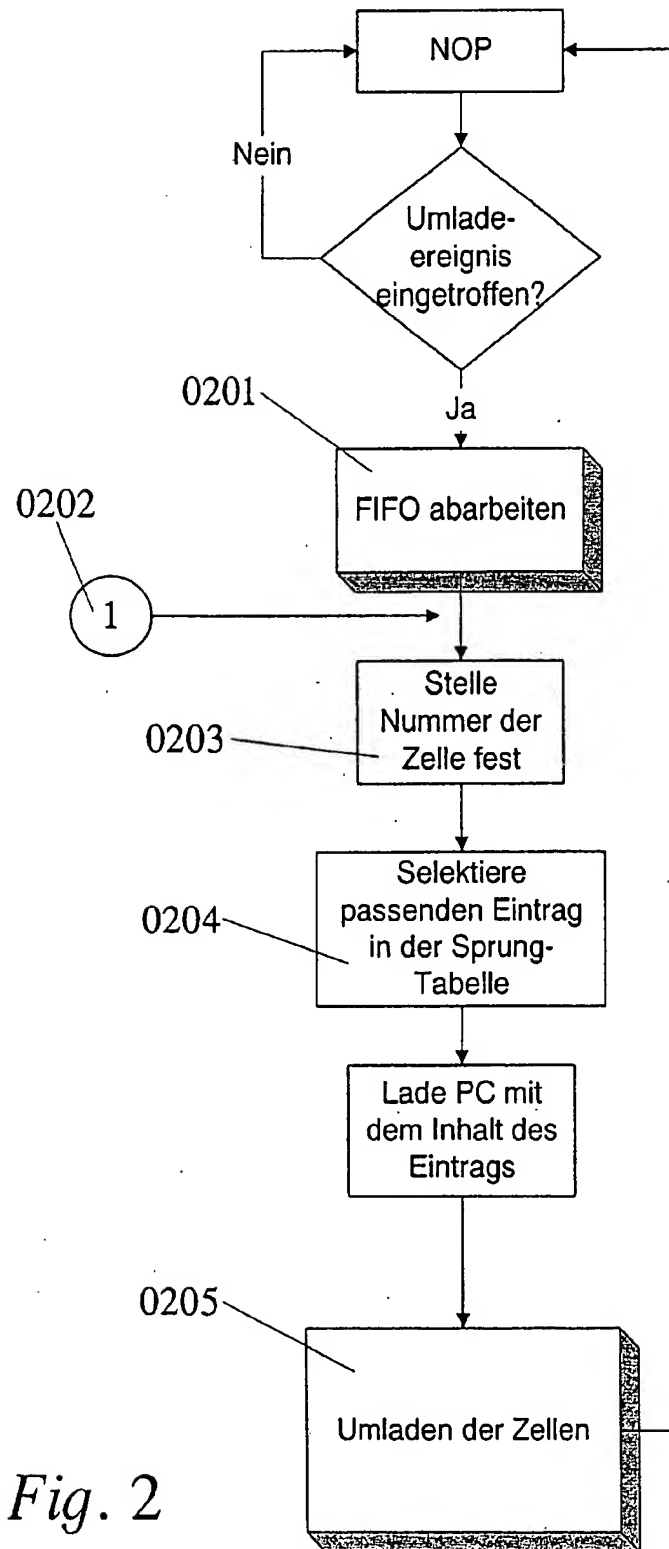 NOP
Nein
Umlade-
ereignis
eingetroffen?
0201
Ja
FIFO abarbeiten
0202
1
Stelle
Nummer der
Zelle fest
0203
Selektiere
passenden Eintrag
in der Sprung-
Tabelle
0204
Lade PC mit
dem Inhalt des
Eintrags
0205
Umladen der Zellen
Fig. 2